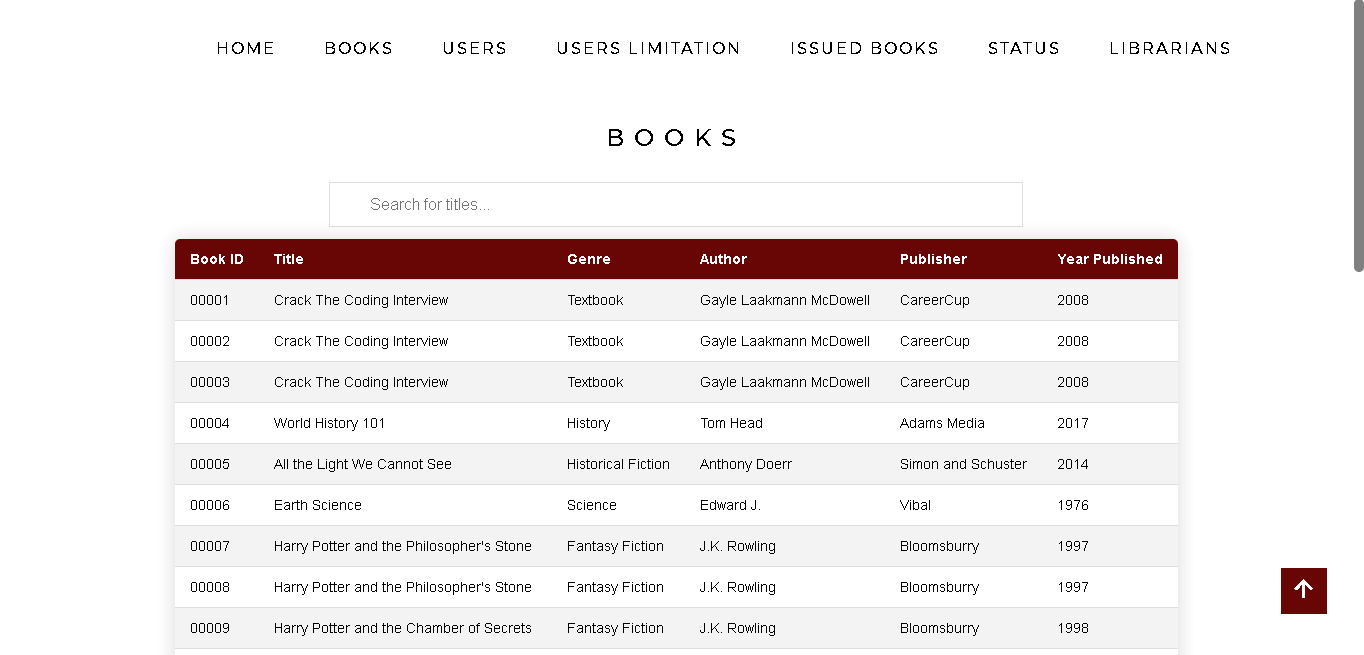 HOME BOOKS USERS USERS LIMITATION ISSUED BOOKS STATUS LIBRARIANS
BOOKS
Search for titles...
Book ID Title Genre Author Publisher Year Published
00001 Crack The Coding Interview Textbook Gayle Laakmann McDowell CareerCup 2008
00002 Crack The Coding Interview Textbook Gayle Laakmann McDowell CareerCup 2008
00003 Crack The Coding Interview Textbook Gayle Laakmann McDowell CareerCup 2008
00004 World History 101 History Tom Head Adams Media 2017
00005 All the Light We Cannot See Historical Fiction Anthony Doerr Simon and Schuster 2014
00006 Earth Science Science Edward J. Vibal 1976
00007 Harry Potter and the Philosopher's Stone Fantasy Fiction J.K. Rowling Bloomsburry 1997
00008 Harry Potter and the Philosopher's Stone Fantasy Fiction J.K. Rowling Bloomsburry 1997
00009 Harry Potter and the Chamber of Secrets Fantasy Fiction J.K. Rowling Bloomsburry 1998